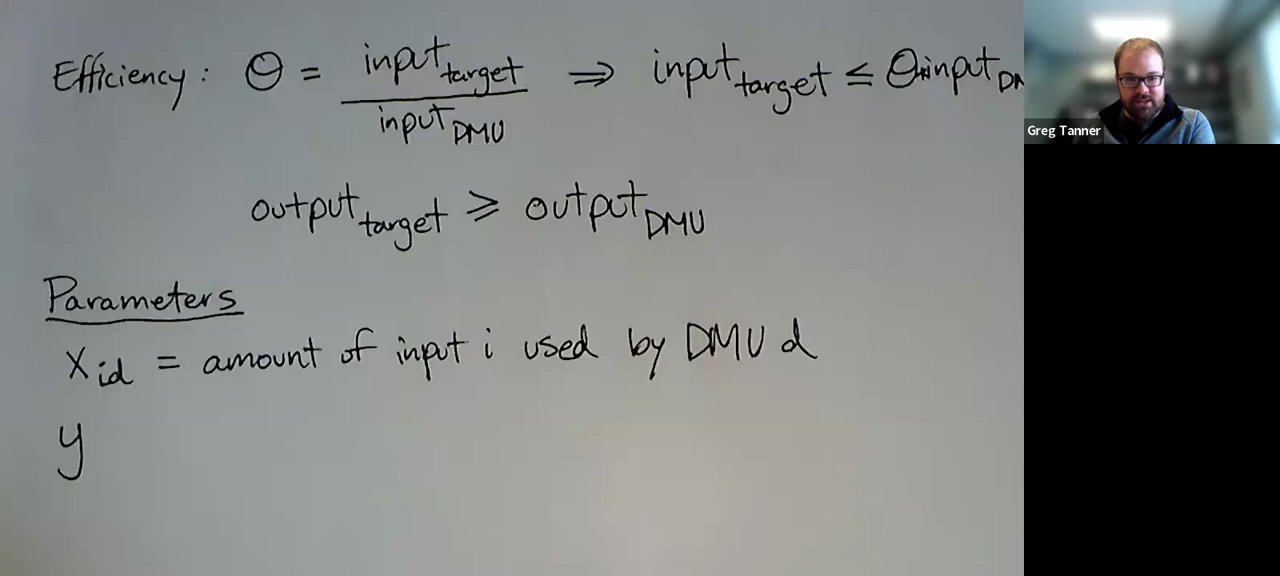 Efficiency: Θ = input_target / input_DMU ⇒ input_target ≤ Θ·input_DM
output_target ≥ output_DMU
Parameters
x_id = amount of input i used by DMU d
y
Greg Tanner